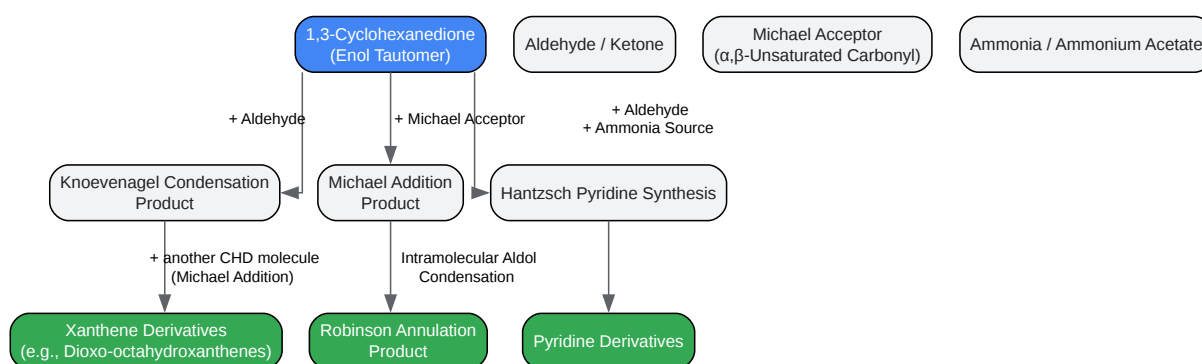 1,3-Cyclohexanedione
(Enol Tautomer)
Aldehyde / Ketone
Michael Acceptor
(α,β-Unsaturated Carbonyl)
Ammonia / Ammonium Acetate
+ Aldehyde
+ Michael Acceptor
+ Aldehyde
+ Ammonia Source
Knoevenagel Condensation
Product
Michael Addition
Product
Hantzsch Pyridine Synthesis
+ another CHD molecule
(Michael Addition)
Intramolecular Aldol
Condensation
Xanthene Derivatives
(e.g., Dioxo-octahydroxanthenes)
Robinson Annulation
Product
Pyridine Derivatives